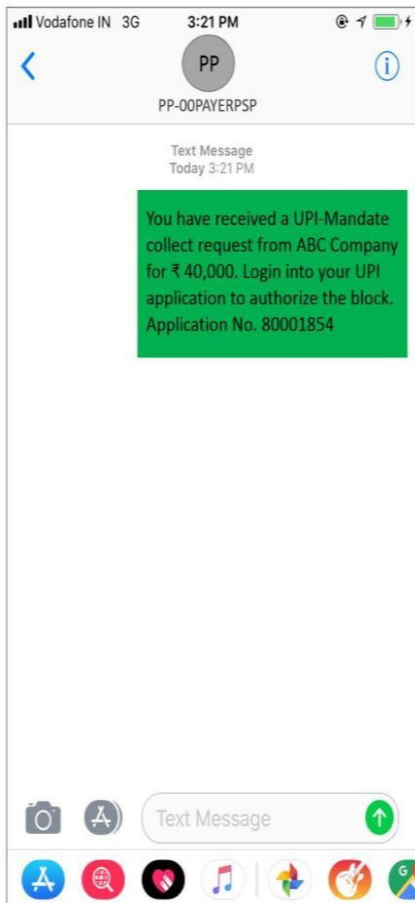 Vodafone IN 3G 3:21 PM
PP
PP-00PAYERPSP
Text Message
Today 3:21 PM
You have received a UPI-Mandate
collect request from ABC Company
for ₹ 40,000. Login into your UPI
application to authorize the block.
Application No. 80001854
Text Message
G